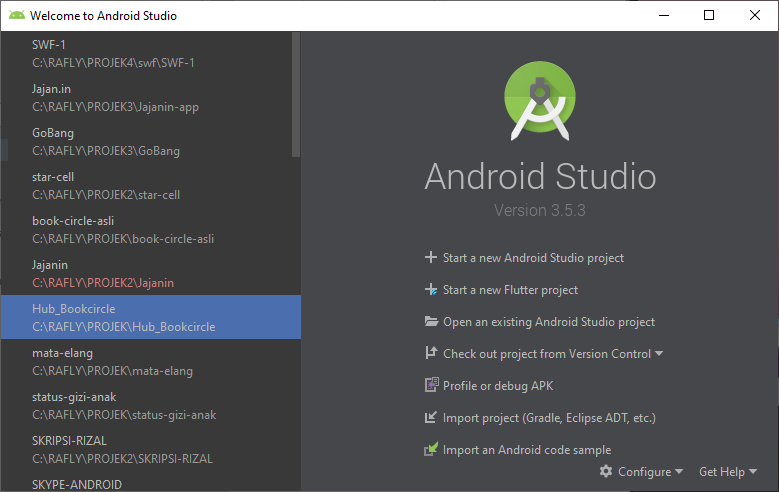 Welcome to Android Studio
SWF-1
C:\RAFLY\PROJEK4\swf\SWF-1
Jajan.in
C:\RAFLY\PROJEK3\Jajanin-app
GoBang
C:\RAFLY\PROJEK3\GoBang
star-cell
C:\RAFLY\PROJEK2\star-cell
book-circle-asli
C:\RAFLY\PROJEK\book-circle-asli
Jajanin
C:\RAFLY\PROJEK2\Jajanin
Hub_Bookcircle
C:\RAFLY\PROJEK\Hub_Bookcircle
mata-elang
C:\RAFLY\PROJEK\mata-elang
status-gizi-anak
C:\RAFLY\PROJEK\status-gizi-anak
SKRIPSI-RIZAL
C:\RAFLY\PROJEK2\SKRIPSI-RIZAL
SKYPE-ANDROID
Android Studio
Version 3.5.3
Start a new Android Studio project
Start a new Flutter project
Open an existing Android Studio project
Check out project from Version Control
Profile or debug APK
Import project (Gradle, Eclipse ADT, etc.)
Import an Android code sample
Configure
Get Help